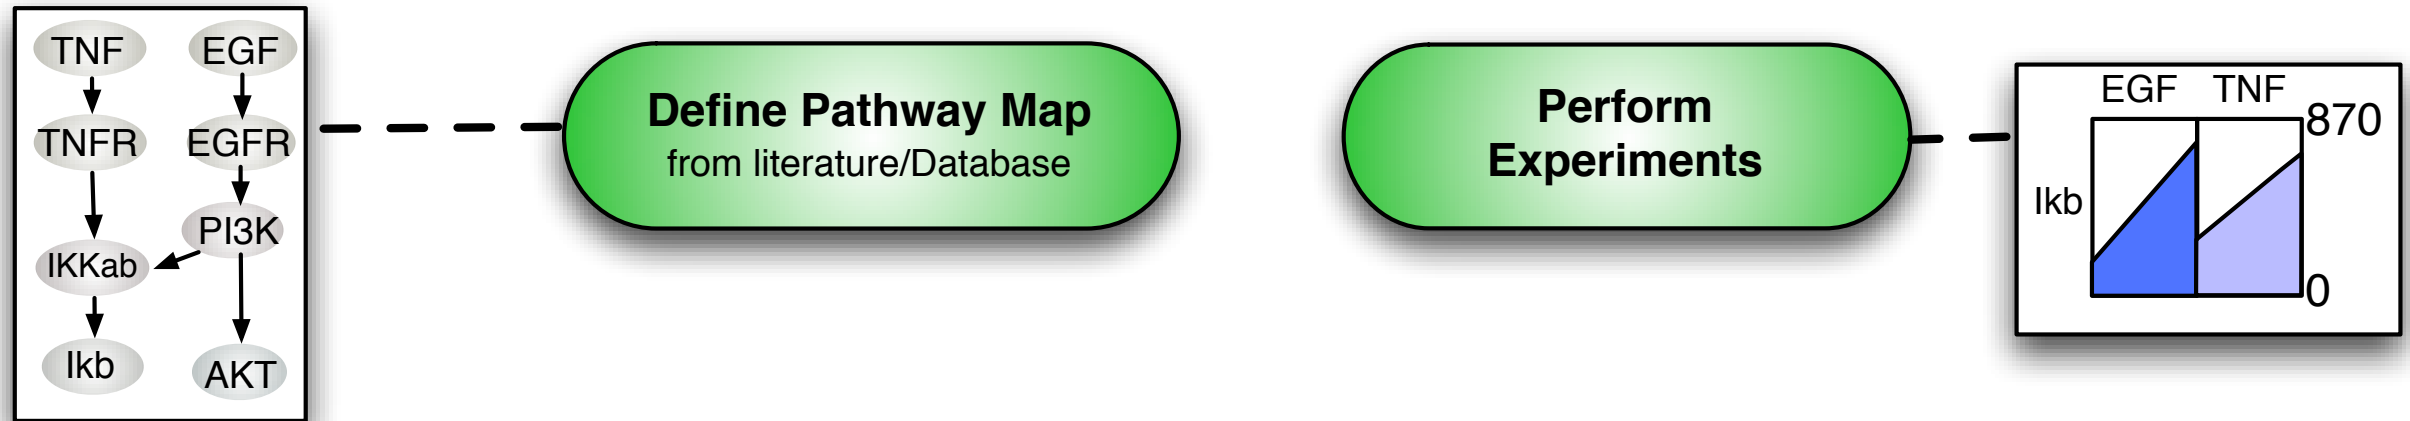 TNF EGF
TNFR EGFR
PI3K
IKKab
Ikb AKT
Define Pathway Map
from literature/Database
Perform
Experiments
EGF TNF
870
Ikb
0